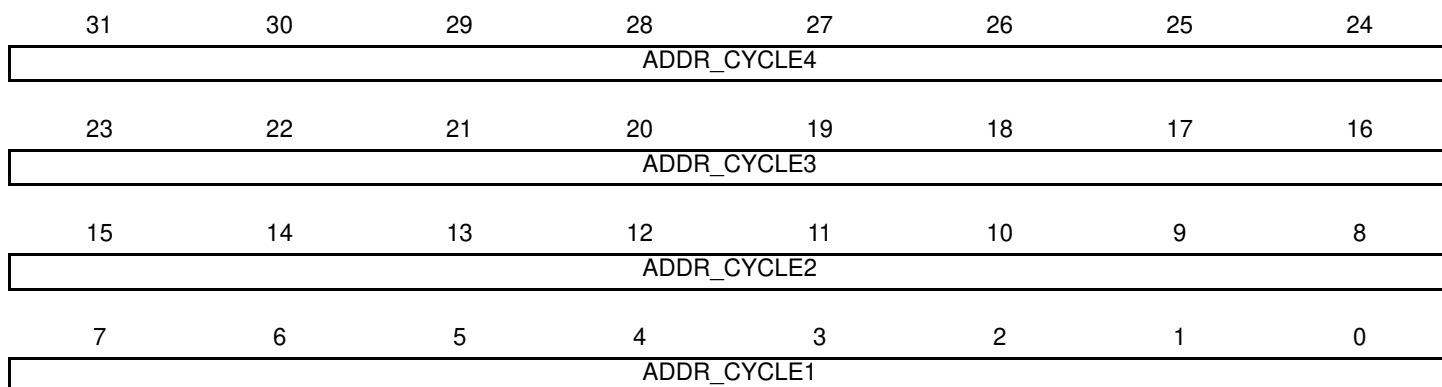 31 30 29 28 27 26 25 24
ADDR_CYCLE4
23 22 21 20 19 18 17 16
ADDR_CYCLE3
15 14 13 12 11 10 9 8
ADDR_CYCLE2
7 6 5 4 3 2 1 0
ADDR_CYCLE1